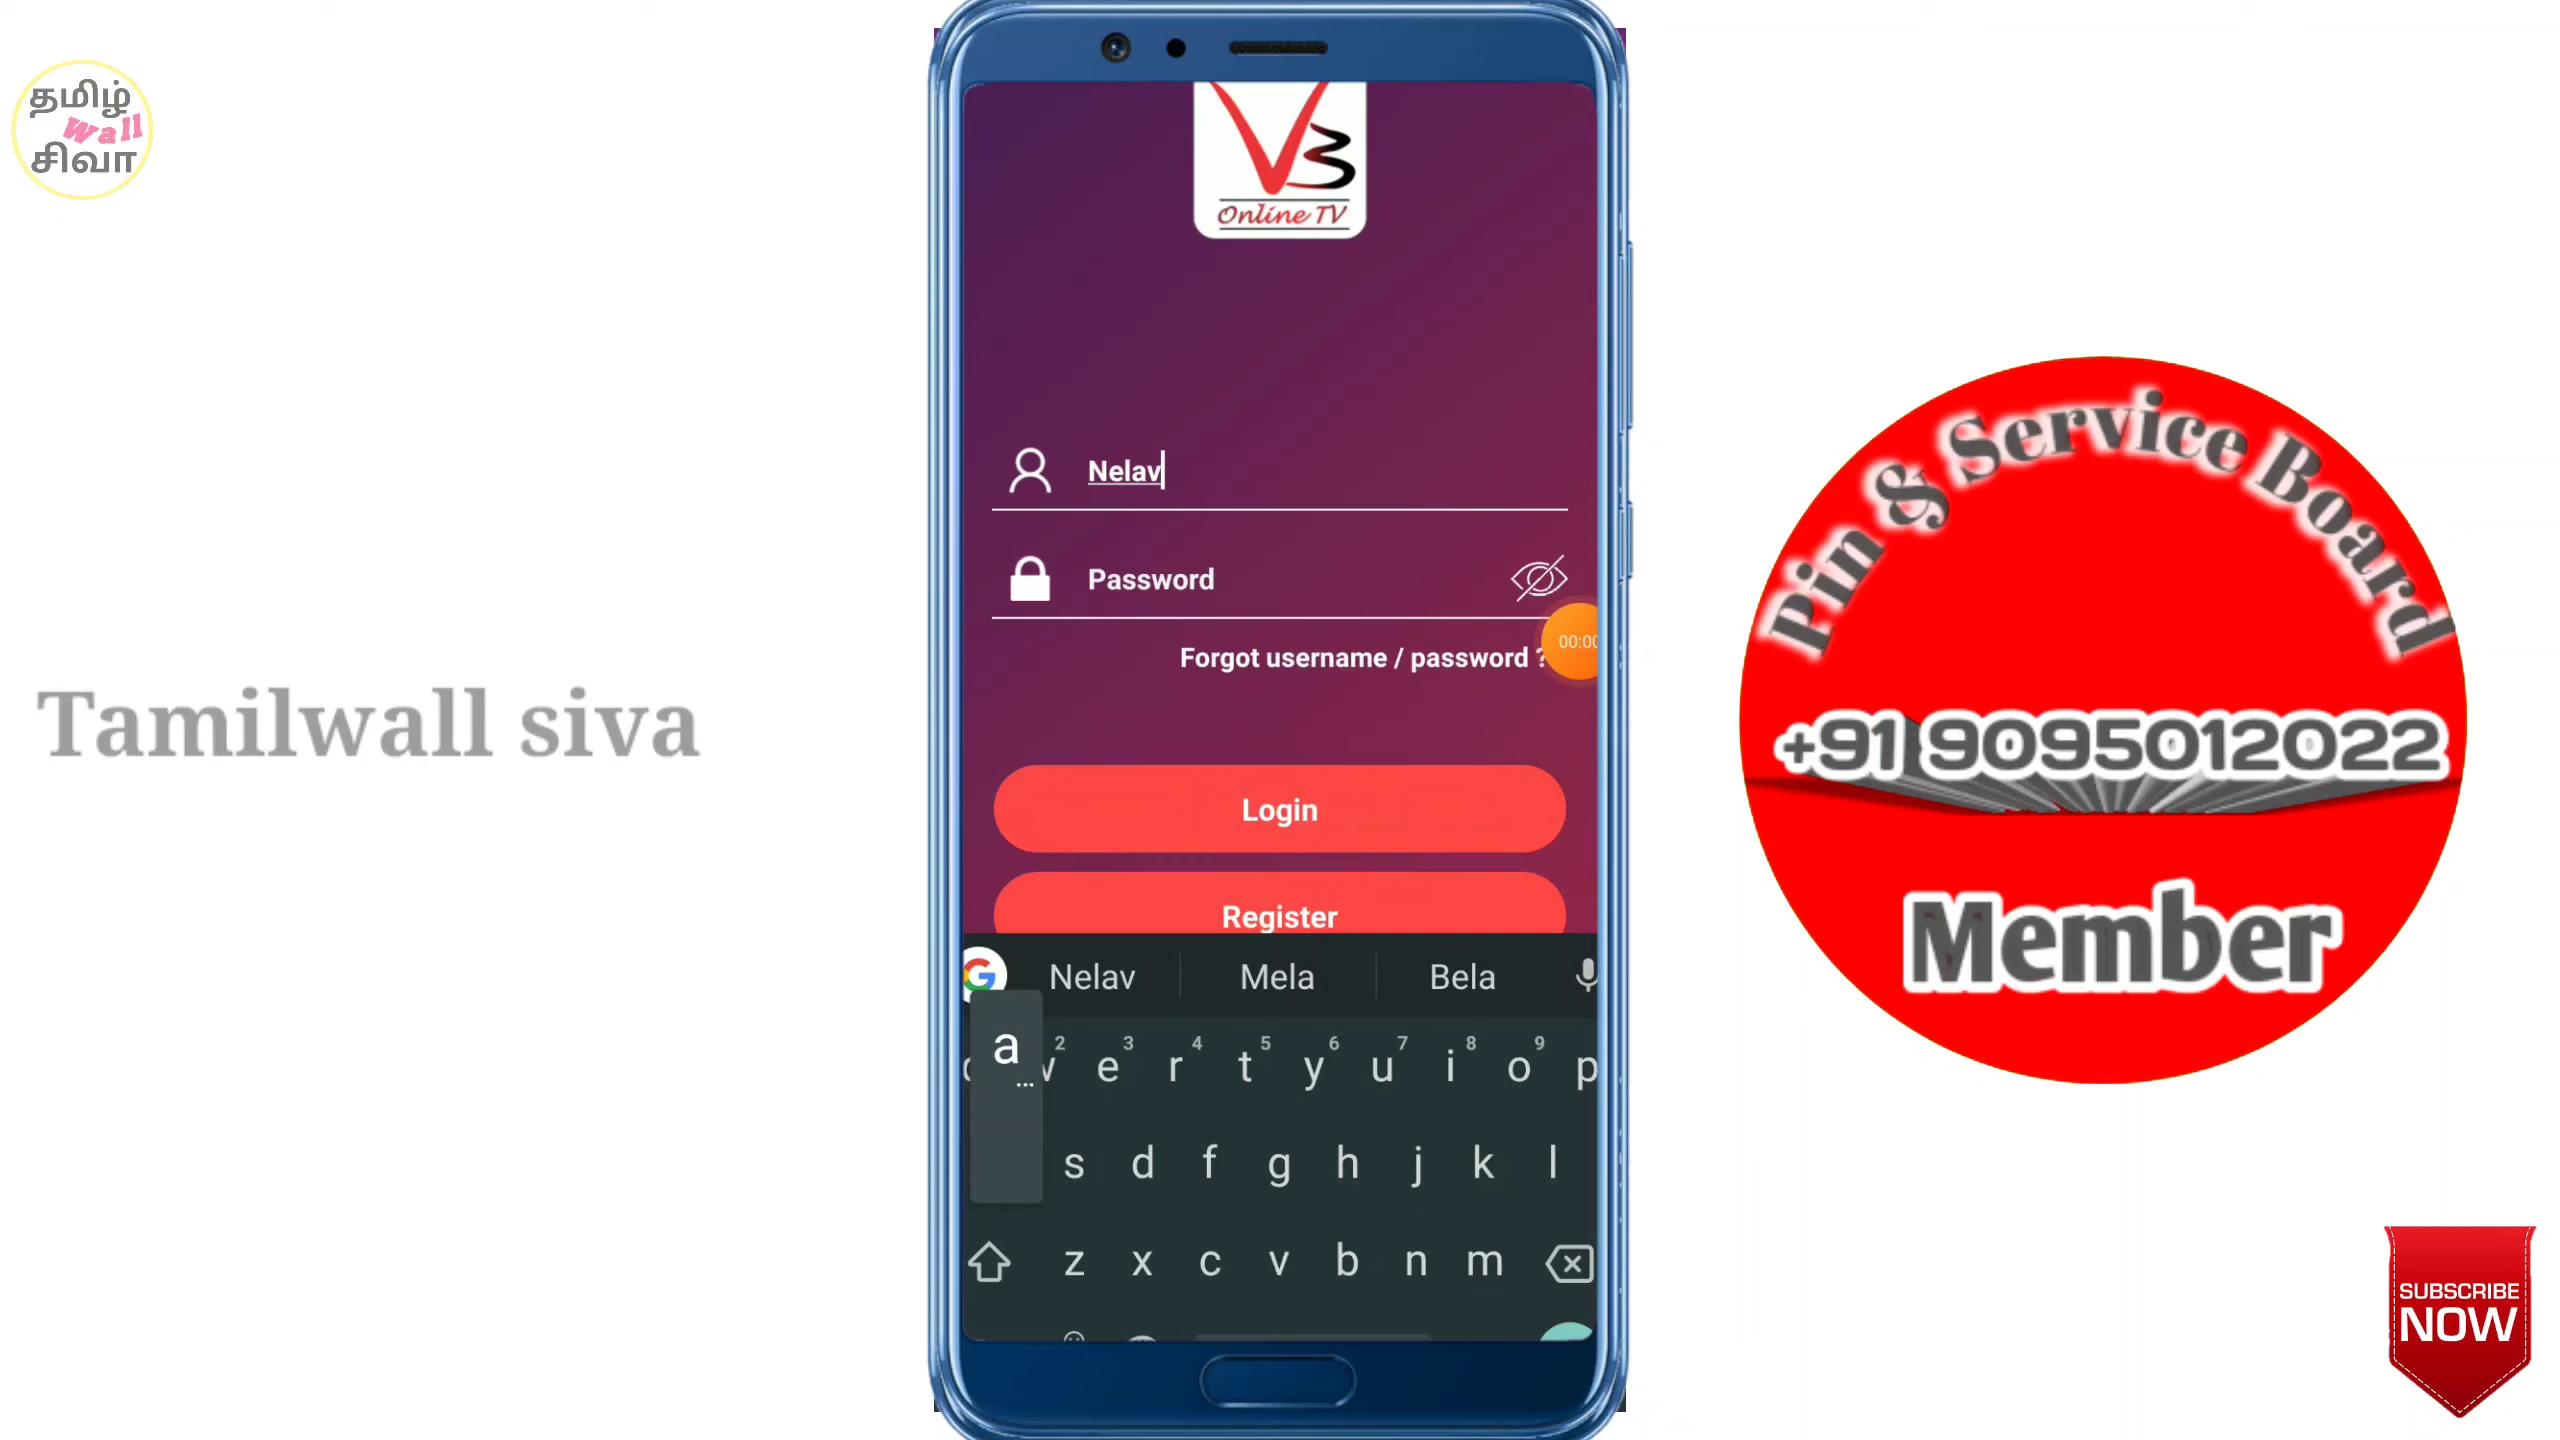 தமிழ்
Wall
சிவா
Tamilwall siva
V3
Online TV
Nelav
Password
Forgot username / password ?
00:00
Login
Register
Nelav Mela Bela
a
...
2 3 4 5 6 7 8 9
e r t y u i o p
s d f g h j k l
z x c v b n m
Pin & Service Board
+91 9095012022
Member
SUBSCRIBE
NOW